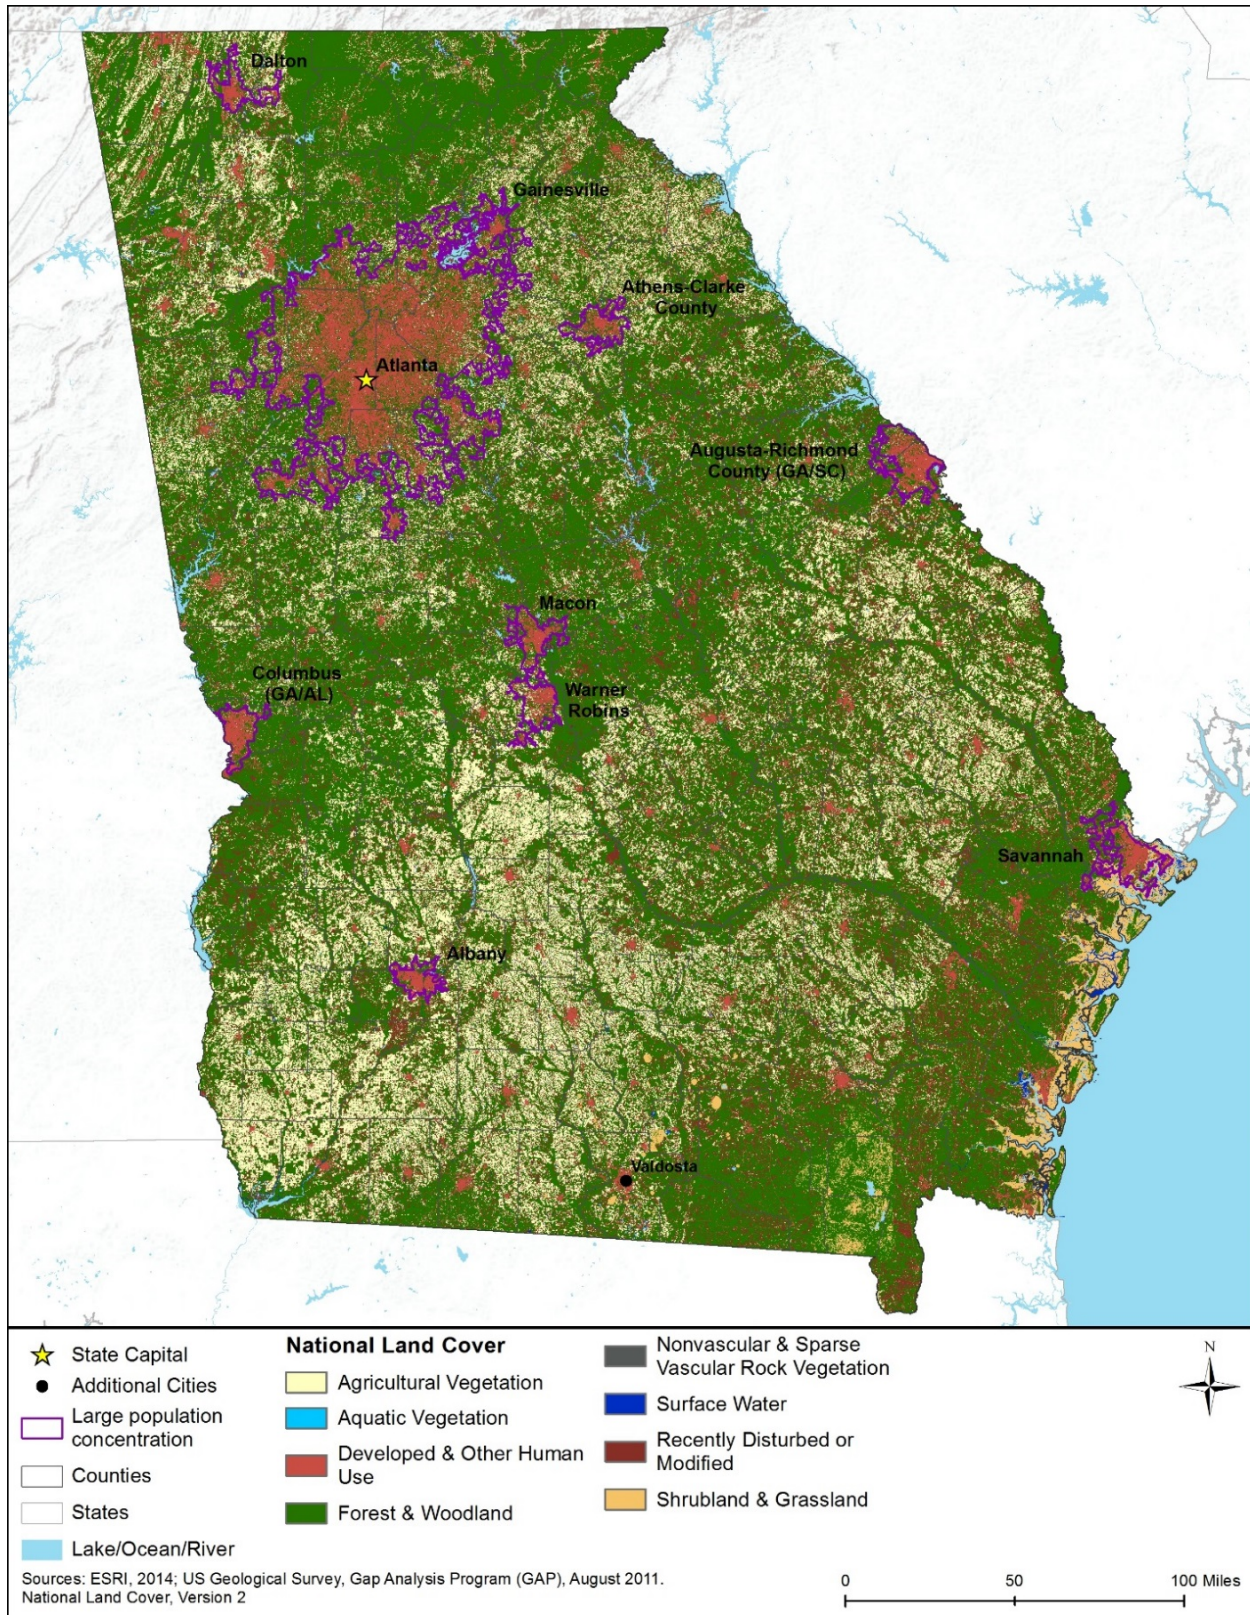 Dalton
Gainesville
Athens-Clarke
County
Atlanta
Augusta-Richmond
County (GA/SC)
Macon
Columbus
(GA/AL)
Warner
Robins
Savannah
Albany
Valdosta
State Capital
Additional Cities
Large population
concentration
Counties
States
Lake/Ocean/River
National Land Cover
Agricultural Vegetation
Aquatic Vegetation
Developed & Other Human
Use
Forest & Woodland
Nonvascular & Sparse
Vascular Rock Vegetation
Surface Water
Recently Disturbed or
Modified
Shrubland & Grassland
N
Sources: ESRI, 2014; US Geological Survey, Gap Analysis Program (GAP), August 2011.
National Land Cover, Version 2
0 50 100 Miles